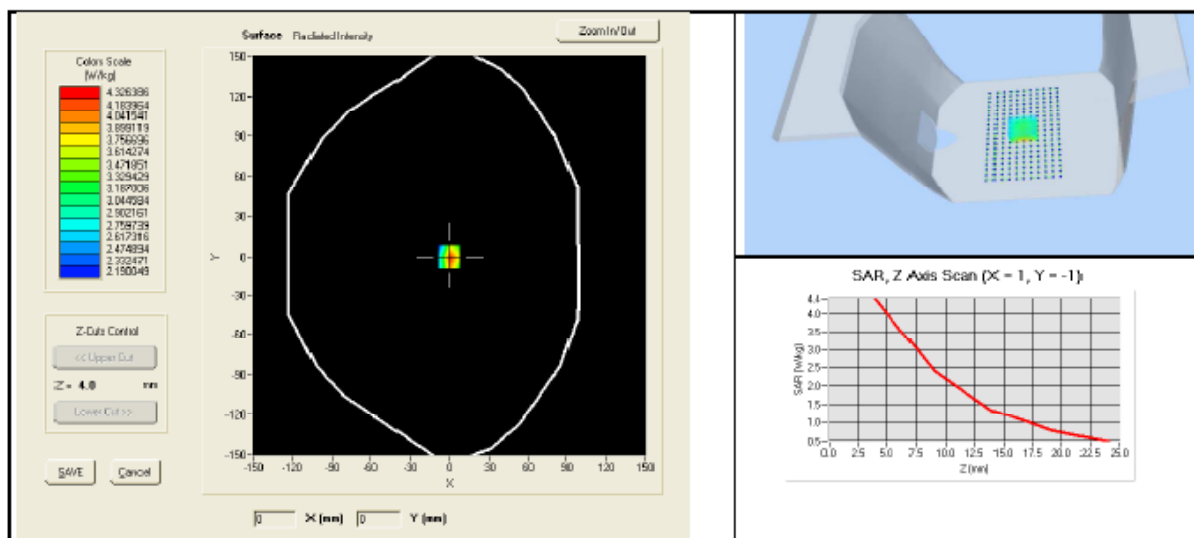 Surface Radiated Intensity
Zoom In/Out
Colors Scale
(W/kg)
4.326386
4.183964
4.041541
3.899119
3.756696
3.614274
3.471851
3.329429
3.187006
3.044584
2.902161
2.759739
2.617316
2.474894
2.332471
2.190049
150
120
90
60
30
0
-30
-60
-90
-120
-150
Y
-150 -120 -90 -60 -30 0 30 60 90 120 150
X
Z-Cuts Control
<< Upper Cut
Z = 4.0 mm
Lower Cut >>
SAVE Cancel
0 X (mm) 0 Y (mm)
SAR, Z Axis Scan (X = 1, Y = -1)
4.4
4.0
3.5
3.0
2.5
2.0
1.5
1.0
0.5
SAR (W/kg)
0.0 2.5 5.0 7.5 10.0 12.5 15.0 17.5 20.0 22.5 25.0
Z (mm)